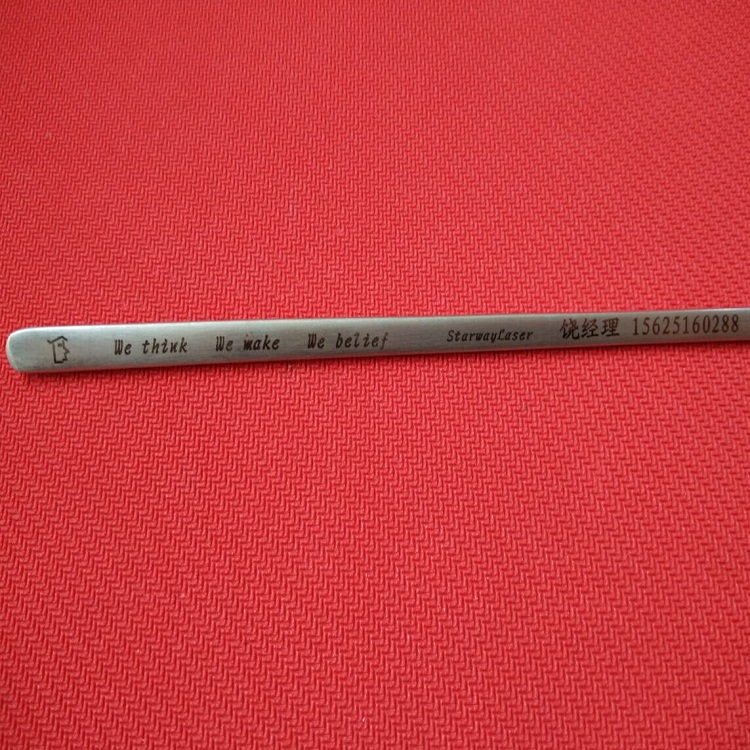 We think We make We belief StarwayLaser 饶经理 15625160288